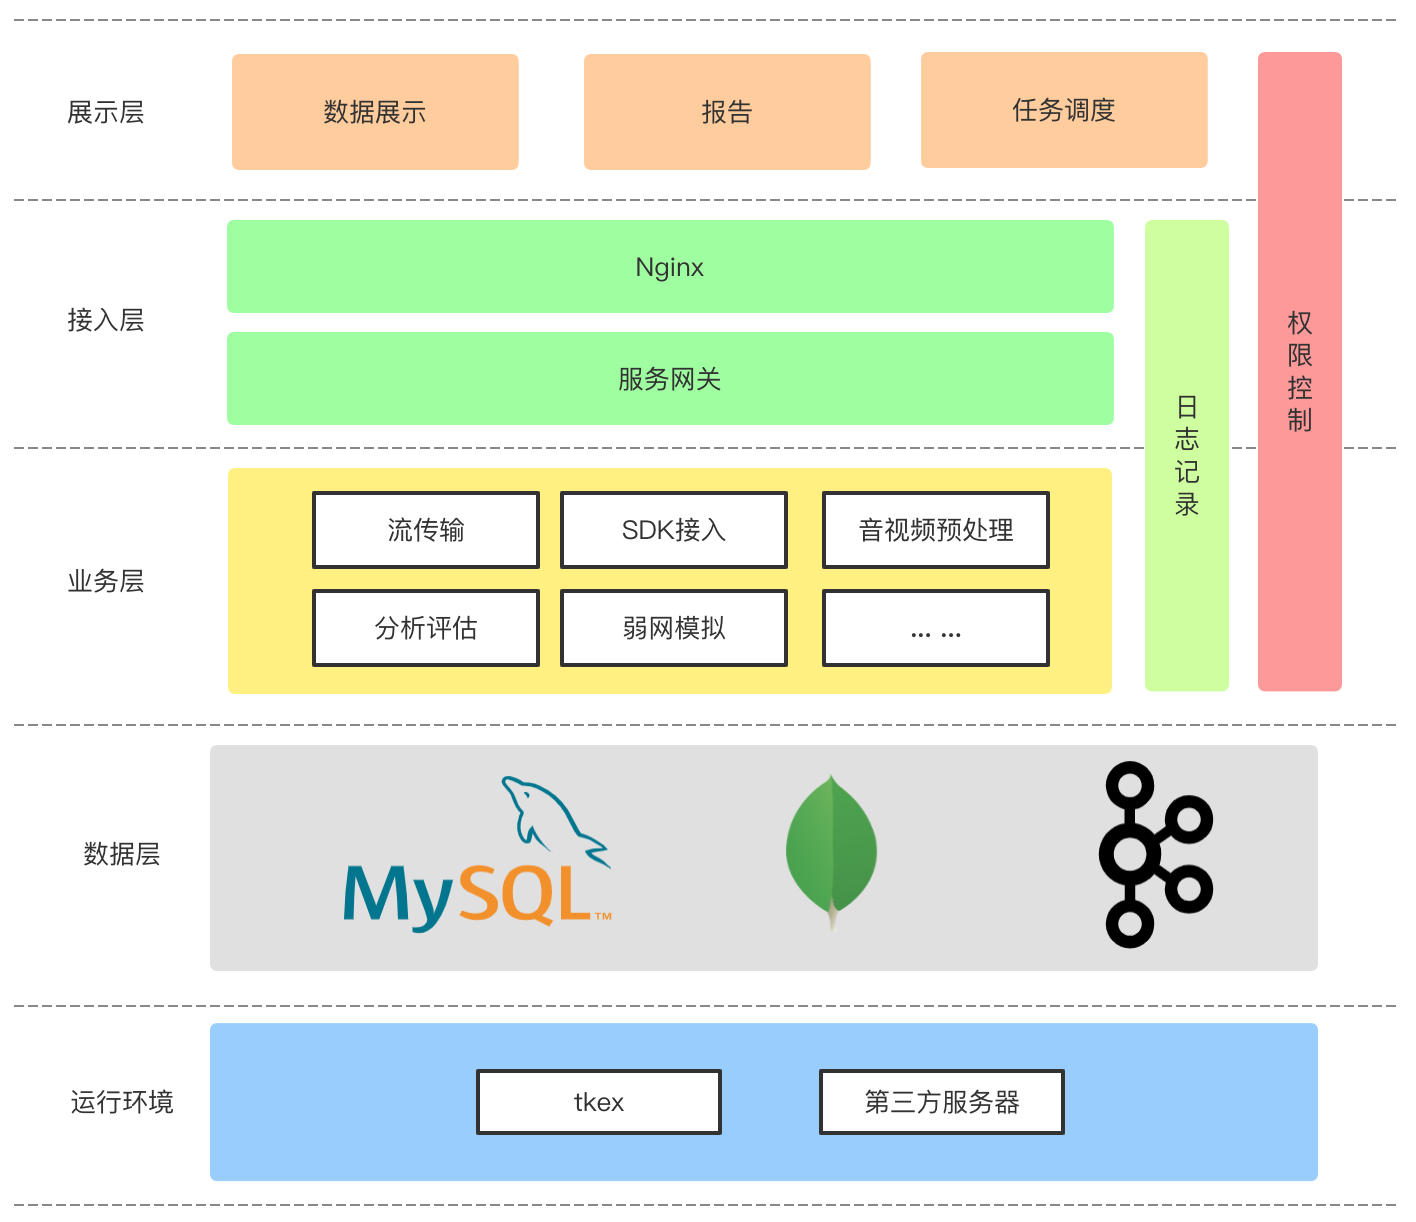 展示层
数据展示
报告
任务调度
接入层
Nginx
服务网关
日志记录
权限控制
业务层
流传输
SDK接入
音视频预处理
分析评估
弱网模拟
... ...
数据层
MySQL™
运行环境
tkex
第三方服务器